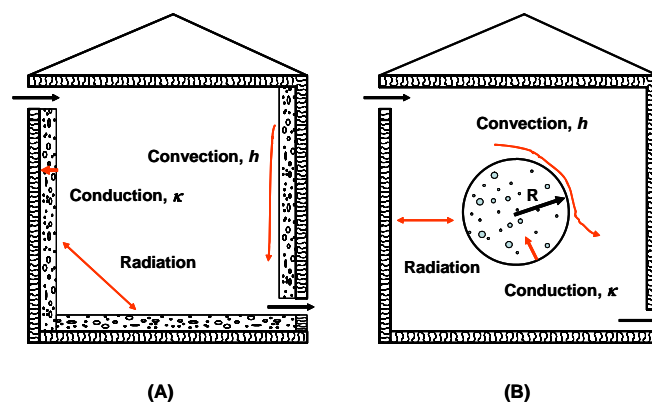 Convection, h
Conduction, κ
Radiation
(A)
Convection, h
R
Radiation
Conduction, κ
(B)